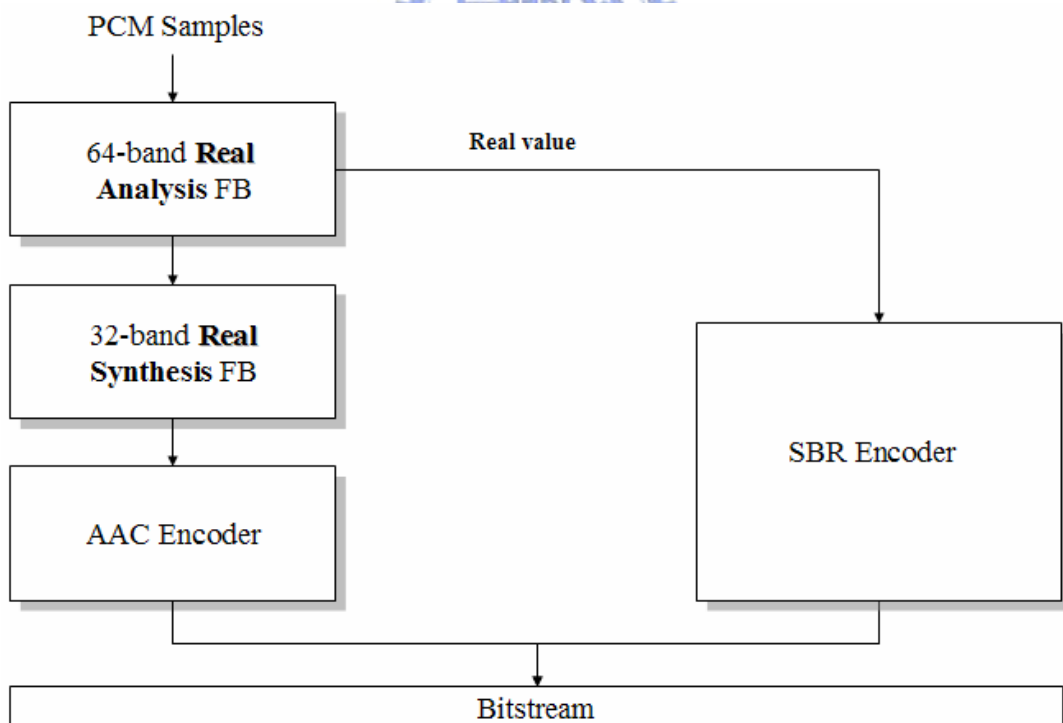 PCM Samples
64-band Real
Analysis FB
Real value
32-band Real
Synthesis FB
SBR Encoder
AAC Encoder
Bitstream